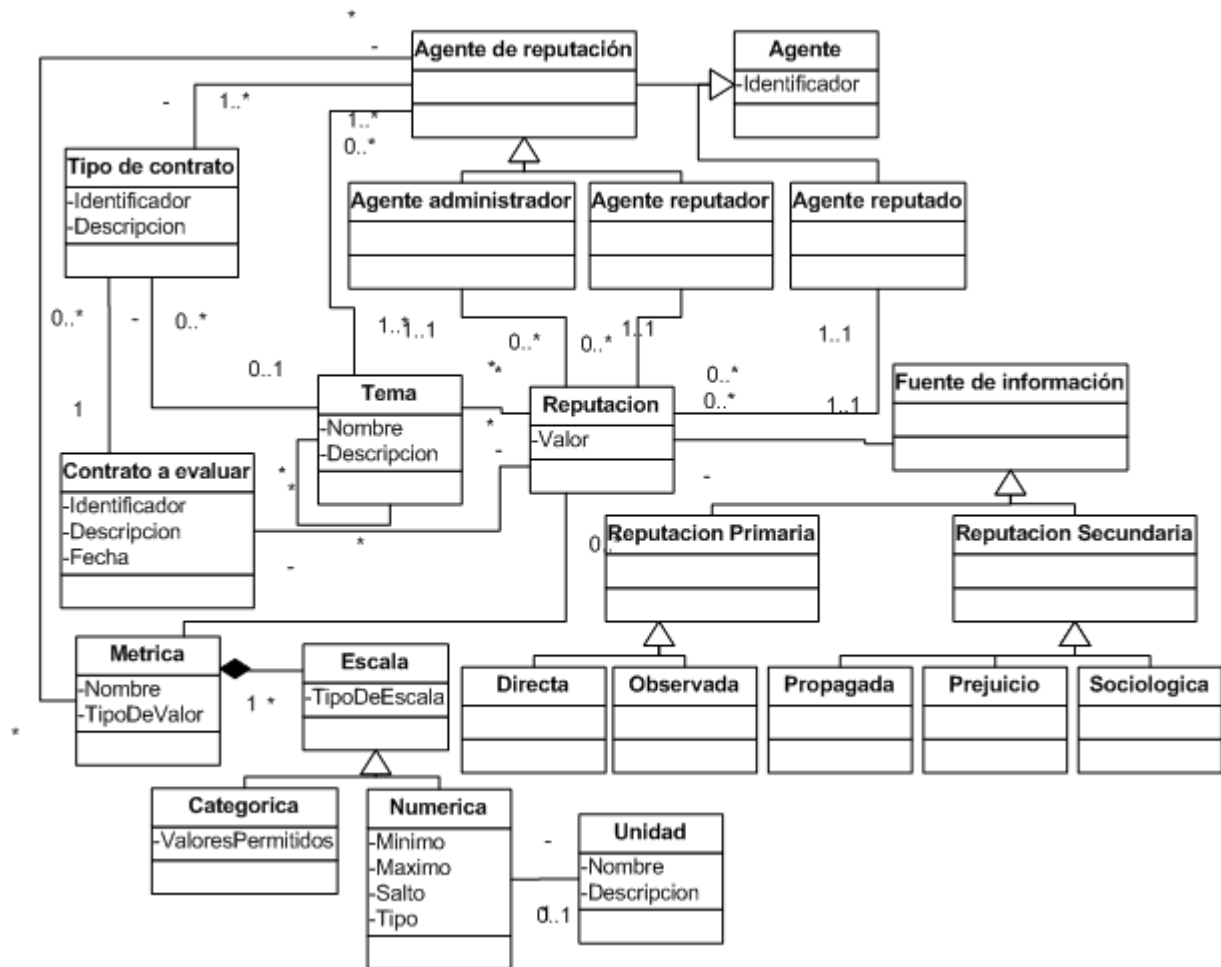 *
-
Agente de reputación
Agente
-Identificador
-
1..*
1..*
0..*
Tipo de contrato
-Identificador
-Descripcion
Agente administrador
Agente reputador
Agente reputado
0..*
-
0..*
1..*
1..1
0..*
0..*
1..1
1..1
0..1
*
*
0..*
0..*
1..1
Fuente de información
Tema
-Nombre
-Descripcion
*
*
Reputacion
-Valor
*
-
-
1
Contrato a evaluar
-Identificador
-Descripcion
-Fecha
*
-
Reputacion Primaria
Reputacion Secundaria
Metrica
-Nombre
-TipoDeValor
1 *
*
Escala
-TipoDeEscala
Directa
Observada
Propagada
Prejuicio
Sociologica
Categorica
-ValoresPermitidos
Numerica
-Minimo
-Maximo
-Salto
-Tipo
-
Unidad
-Nombre
-Descripcion